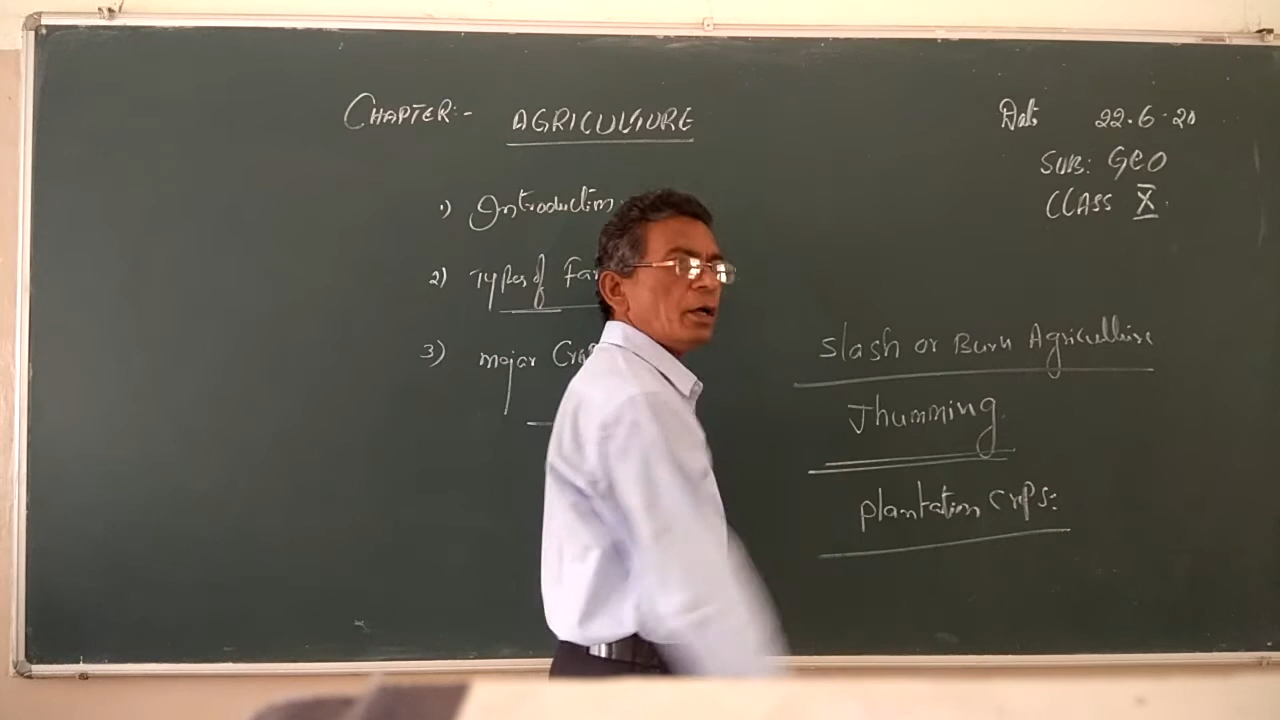 CHAPTER:- AGRICULTURE
1) Introduction
2) Types of Far
3) Major Cr
Date 22.6.20
SUB: GEO
CLASS X
Slash or Burn Agriculture
Jhumming
plantation crops: